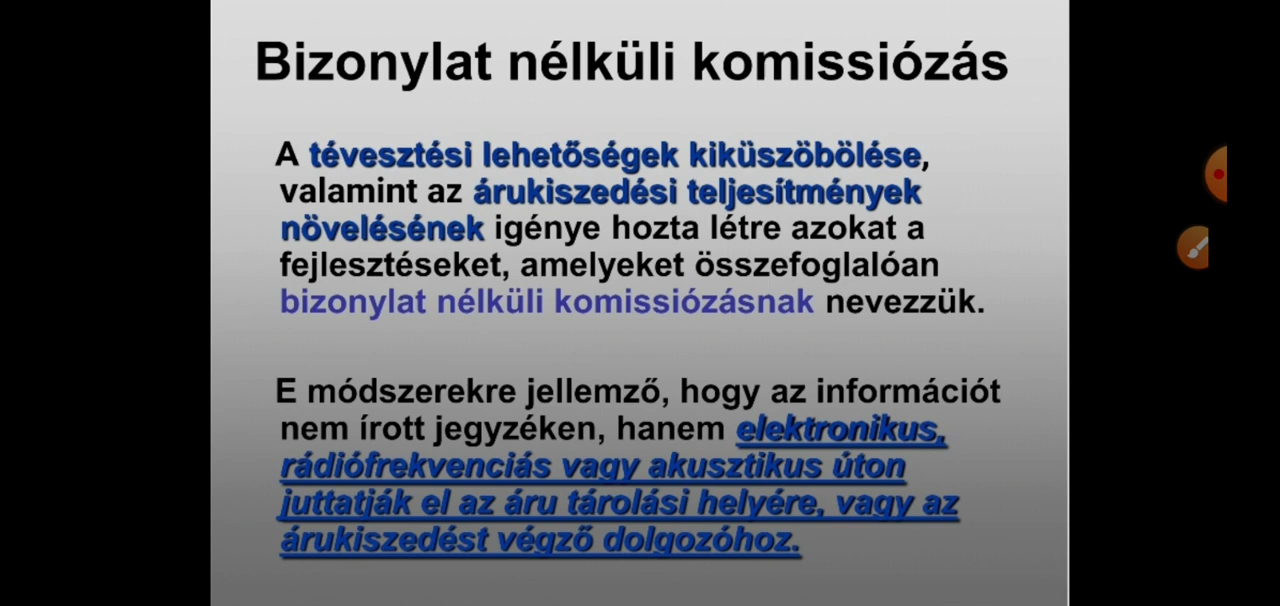 Bizonylat nélküli komissiózás
A tévesztési lehetőségek kiküszöbölése,
valamint az árukiszedési teljesítmények
növelésének igénye hozta létre azokat a
fejlesztéseket, amelyeket összefoglalóan
bizonylat nélküli komissiózásnak nevezzük.
E módszerekre jellemző, hogy az információt
nem írott jegyzéken, hanem elektronikus,
rádiófrekvenciás vagy akusztikus úton
juttatják el az áru tárolási helyére, vagy az
árukiszedést végző dolgozóhoz.